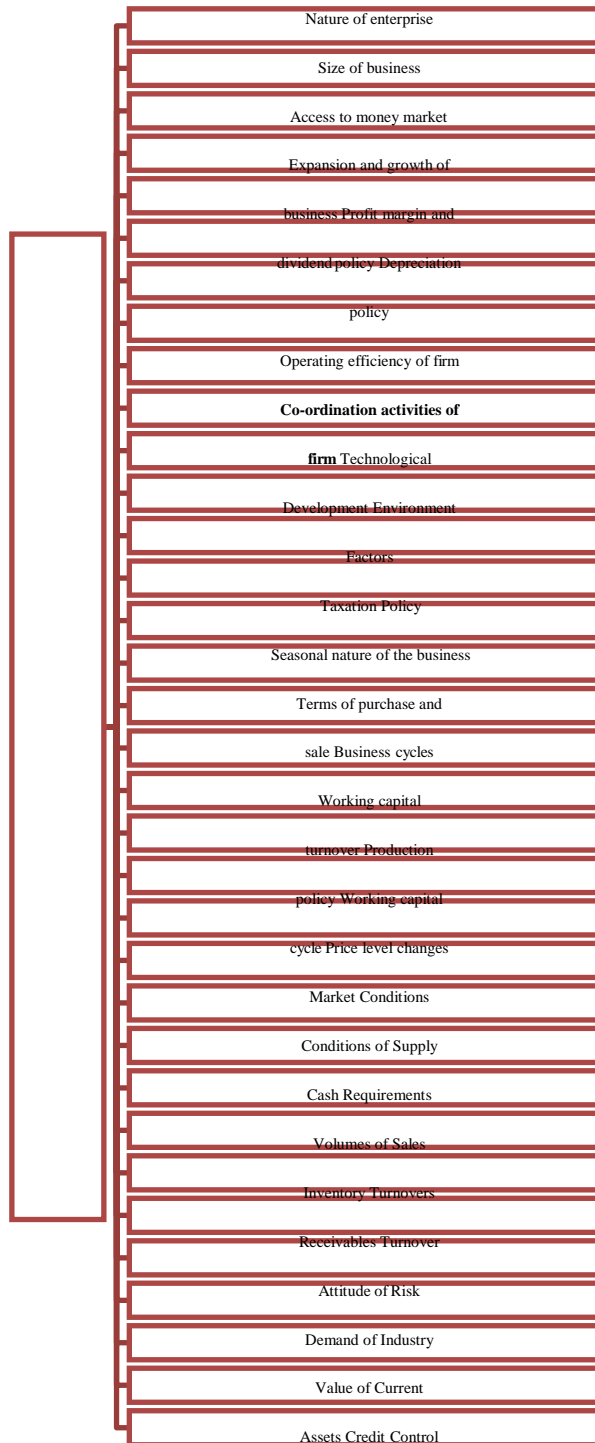 Nature of enterprise
Size of business
Access to money market
Expansion and growth of
business Profit margin and
dividend policy Depreciation
policy
Operating efficiency of firm
Co-ordination activities of
firm Technological
Development Environment
Factors
Taxation Policy
Seasonal nature of the business
Terms of purchase and
sale Business cycles
Working capital
turnover Production
policy Working capital
cycle Price level changes
Market Conditions
Conditions of Supply
Cash Requirements
Volumes of Sales
Inventory Turnovers
Receivables Turnover
Attitude of Risk
Demand of Industry
Value of Current
Assets Credit Control